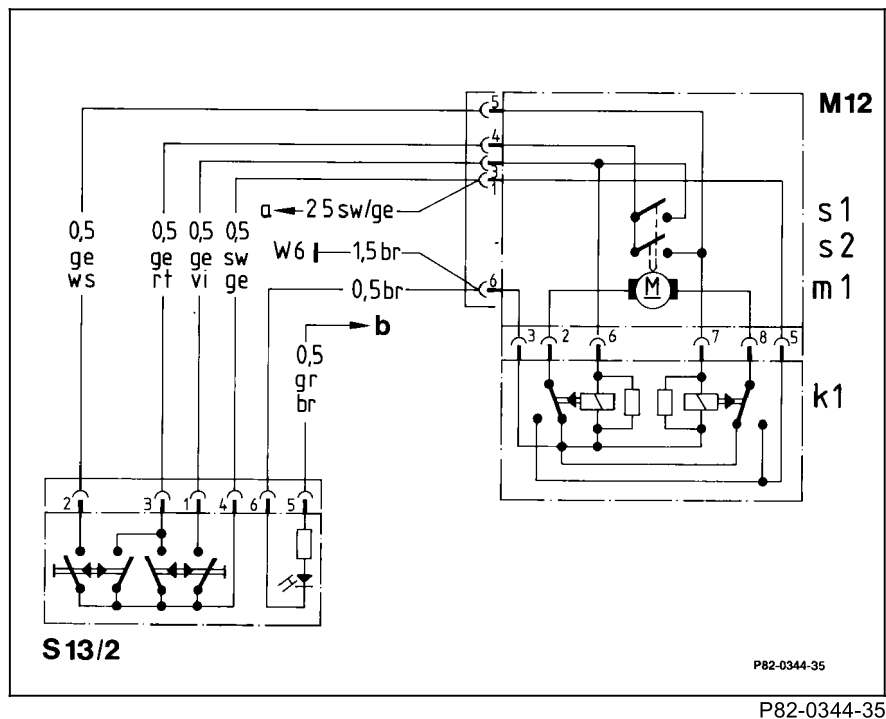 M12
5
4
3
1
6
a 2 5 sw/ge
W6 1,5 br
0,5 br
b
s1
s2
M
m1
0,5
ge
ws
0,5
ge
rt
0,5
ge
vi
0,5
sw
ge
0,5
gr
br
3 2 6 7 8 5
k1
2 3 1 4 6 5
S13/2
P82-0344-35
P82-0344-35